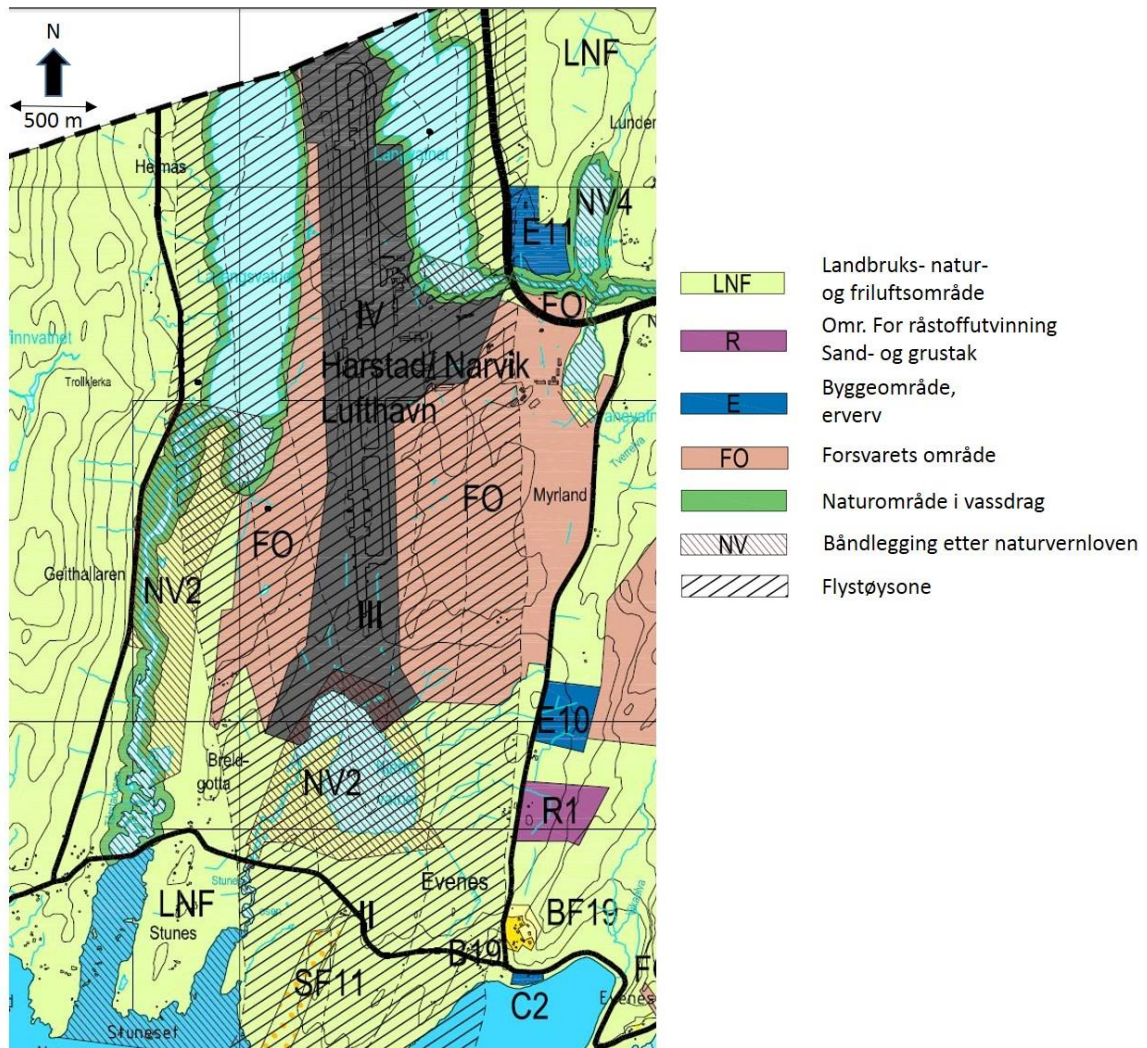 N
500 m
LNF
Lunder
NV4
E11
FO
IV
Harstad/ Narvik
Lufthavn
Trollkjerka
FO
Myrland
FO
Geithallaren
NV2
III
E10
Breid-
gotta
NV2
R1
Evenes
LNF
Stunes
II
BF19
B19
SF11
C2
Stuneset
LNF
Landbruks- natur-
og friluftsområde
R
Omr. For råstoffutvinning
Sand- og grustak
E
Byggeområde,
erverv
FO
Forsvarets område
Naturområde i vassdrag
NV
Båndlegging etter naturvernloven
Flystøysone